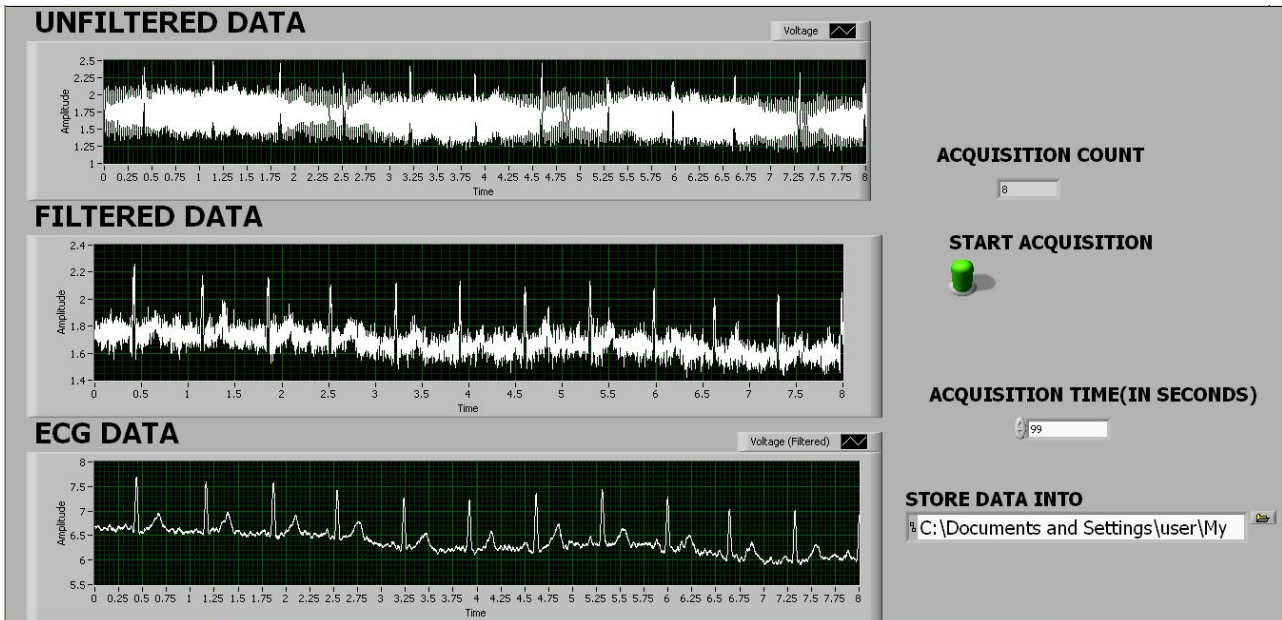 UNFILTERED DATA
Voltage
2.5
2.25
2
1.75
1.5
1.25
1
Amplitude
0 0.25 0.5 0.75 1 1.25 1.5 1.75 2 2.25 2.5 2.75 3 3.25 3.5 3.75 4 4.25 4.5 4.75 5 5.25 5.5 5.75 6 6.25 6.5 6.75 7 7.25 7.5 7.75 8
Time
FILTERED DATA
2.4
2.2
2
1.8
1.6
1.4
Amplitude
0 0.5 1 1.5 2 2.5 3 3.5 4 4.5 5 5.5 6 6.5 7 7.5 8
Time
ECG DATA
Voltage (Filtered)
8
7.5
7
6.5
6
5.5
Amplitude
0 0.25 0.5 0.75 1 1.25 1.5 1.75 2 2.25 2.5 2.75 3 3.25 3.5 3.75 4 4.25 4.5 4.75 5 5.25 5.5 5.75 6 6.25 6.5 6.75 7 7.25 7.5 7.75 8
Time
ACQUISITION COUNT
8
START ACQUISITION
ACQUISITION TIME(IN SECONDS)
99
STORE DATA INTO
C:\Documents and Settings\user\My